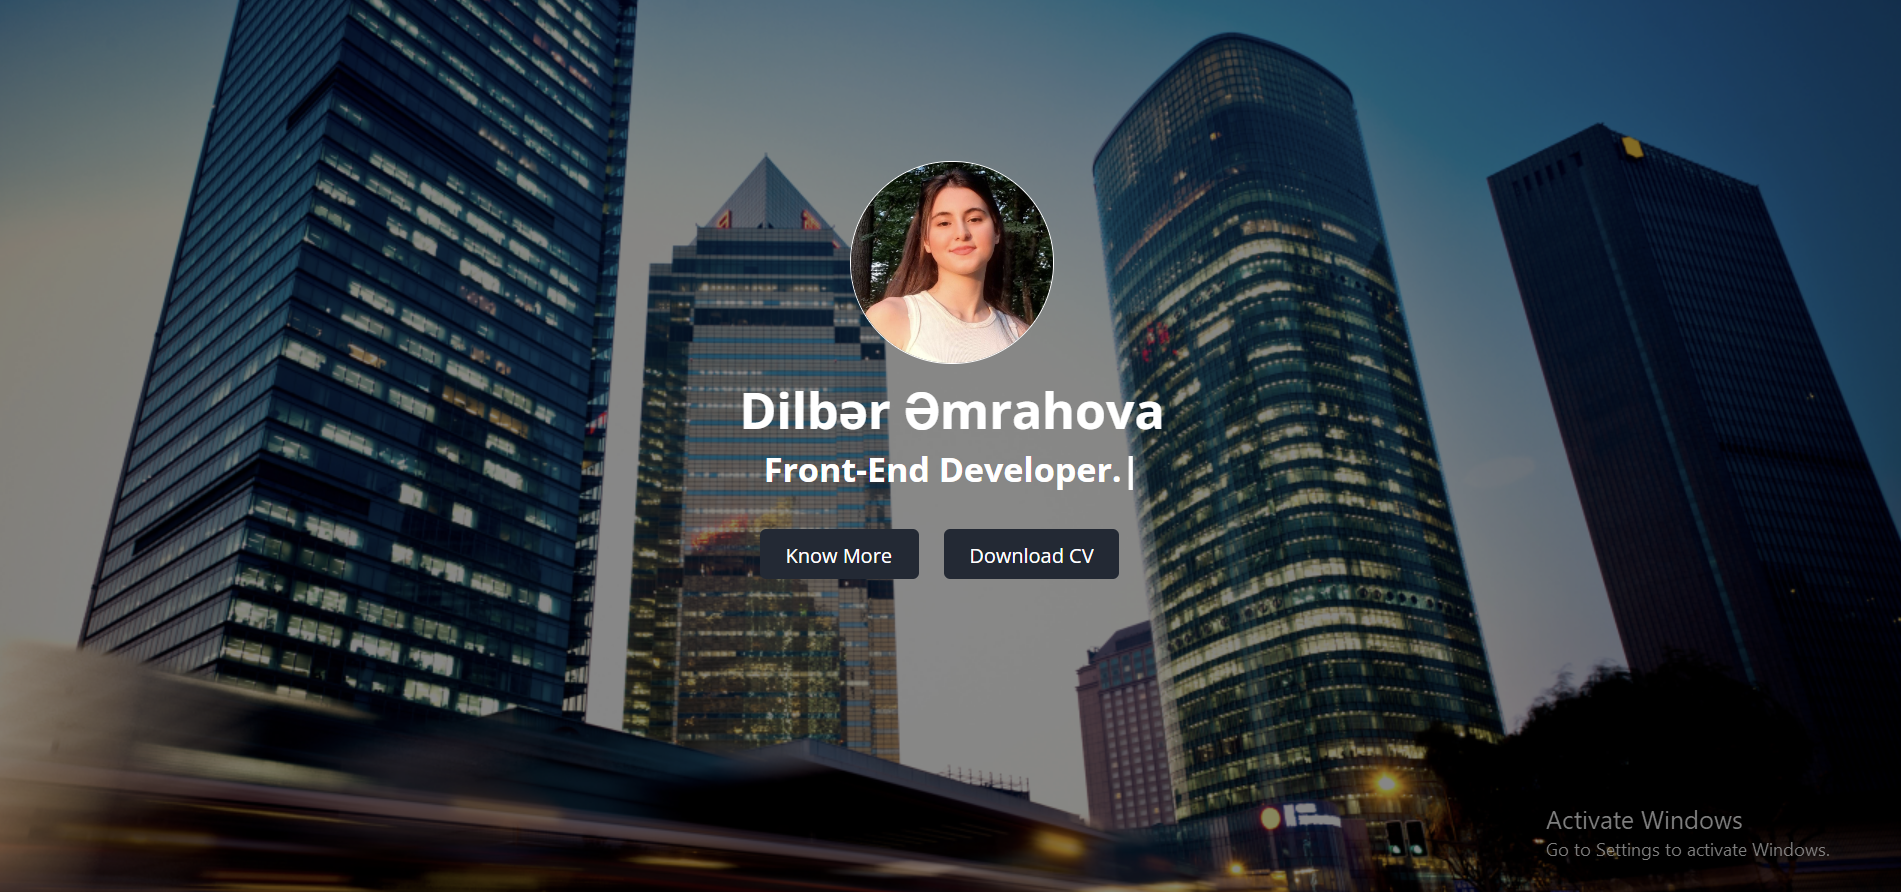 Dilbər Əmrahova
Front-End Developer.|
Know More
Download CV
Activate Windows
Go to Settings to activate Windows.